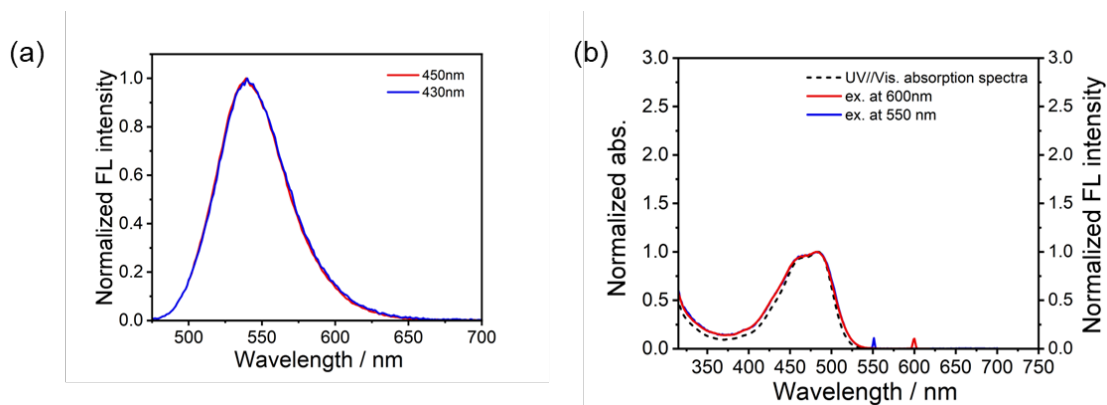 (a)
Normalized FL intensity
1.0
0.8
0.6
0.4
0.2
0.0
450nm
430nm
500 550 600 650 700
Wavelength / nm
(b)
Normalized abs.
3.0
2.5
2.0
1.5
1.0
0.5
0.0
UV//Vis. absorption spectra
ex. at 600nm
ex. at 550 nm
350 400 450 500 550 600 650 700 750
Wavelength / nm
3.0
2.5
2.0
1.5
1.0
0.5
0.0
Normalized FL intensity